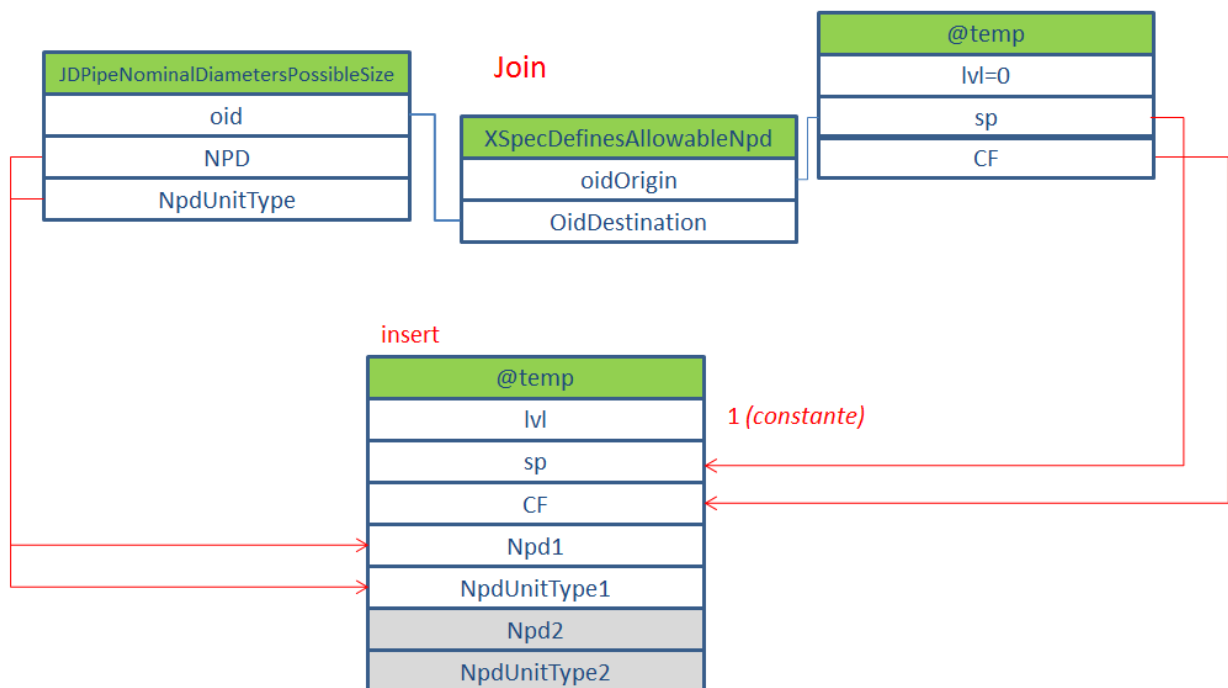 JDPipeNominalDiametersPossibleSize
oid
NPD
NpdUnitType
Join
XSpecDefinesAllowableNpd
oidOrigin
OidDestination
@temp
lvl=0
sp
CF
insert
@temp
lvl
1 (constante)
sp
CF
Npd1
NpdUnitType1
Npd2
NpdUnitType2